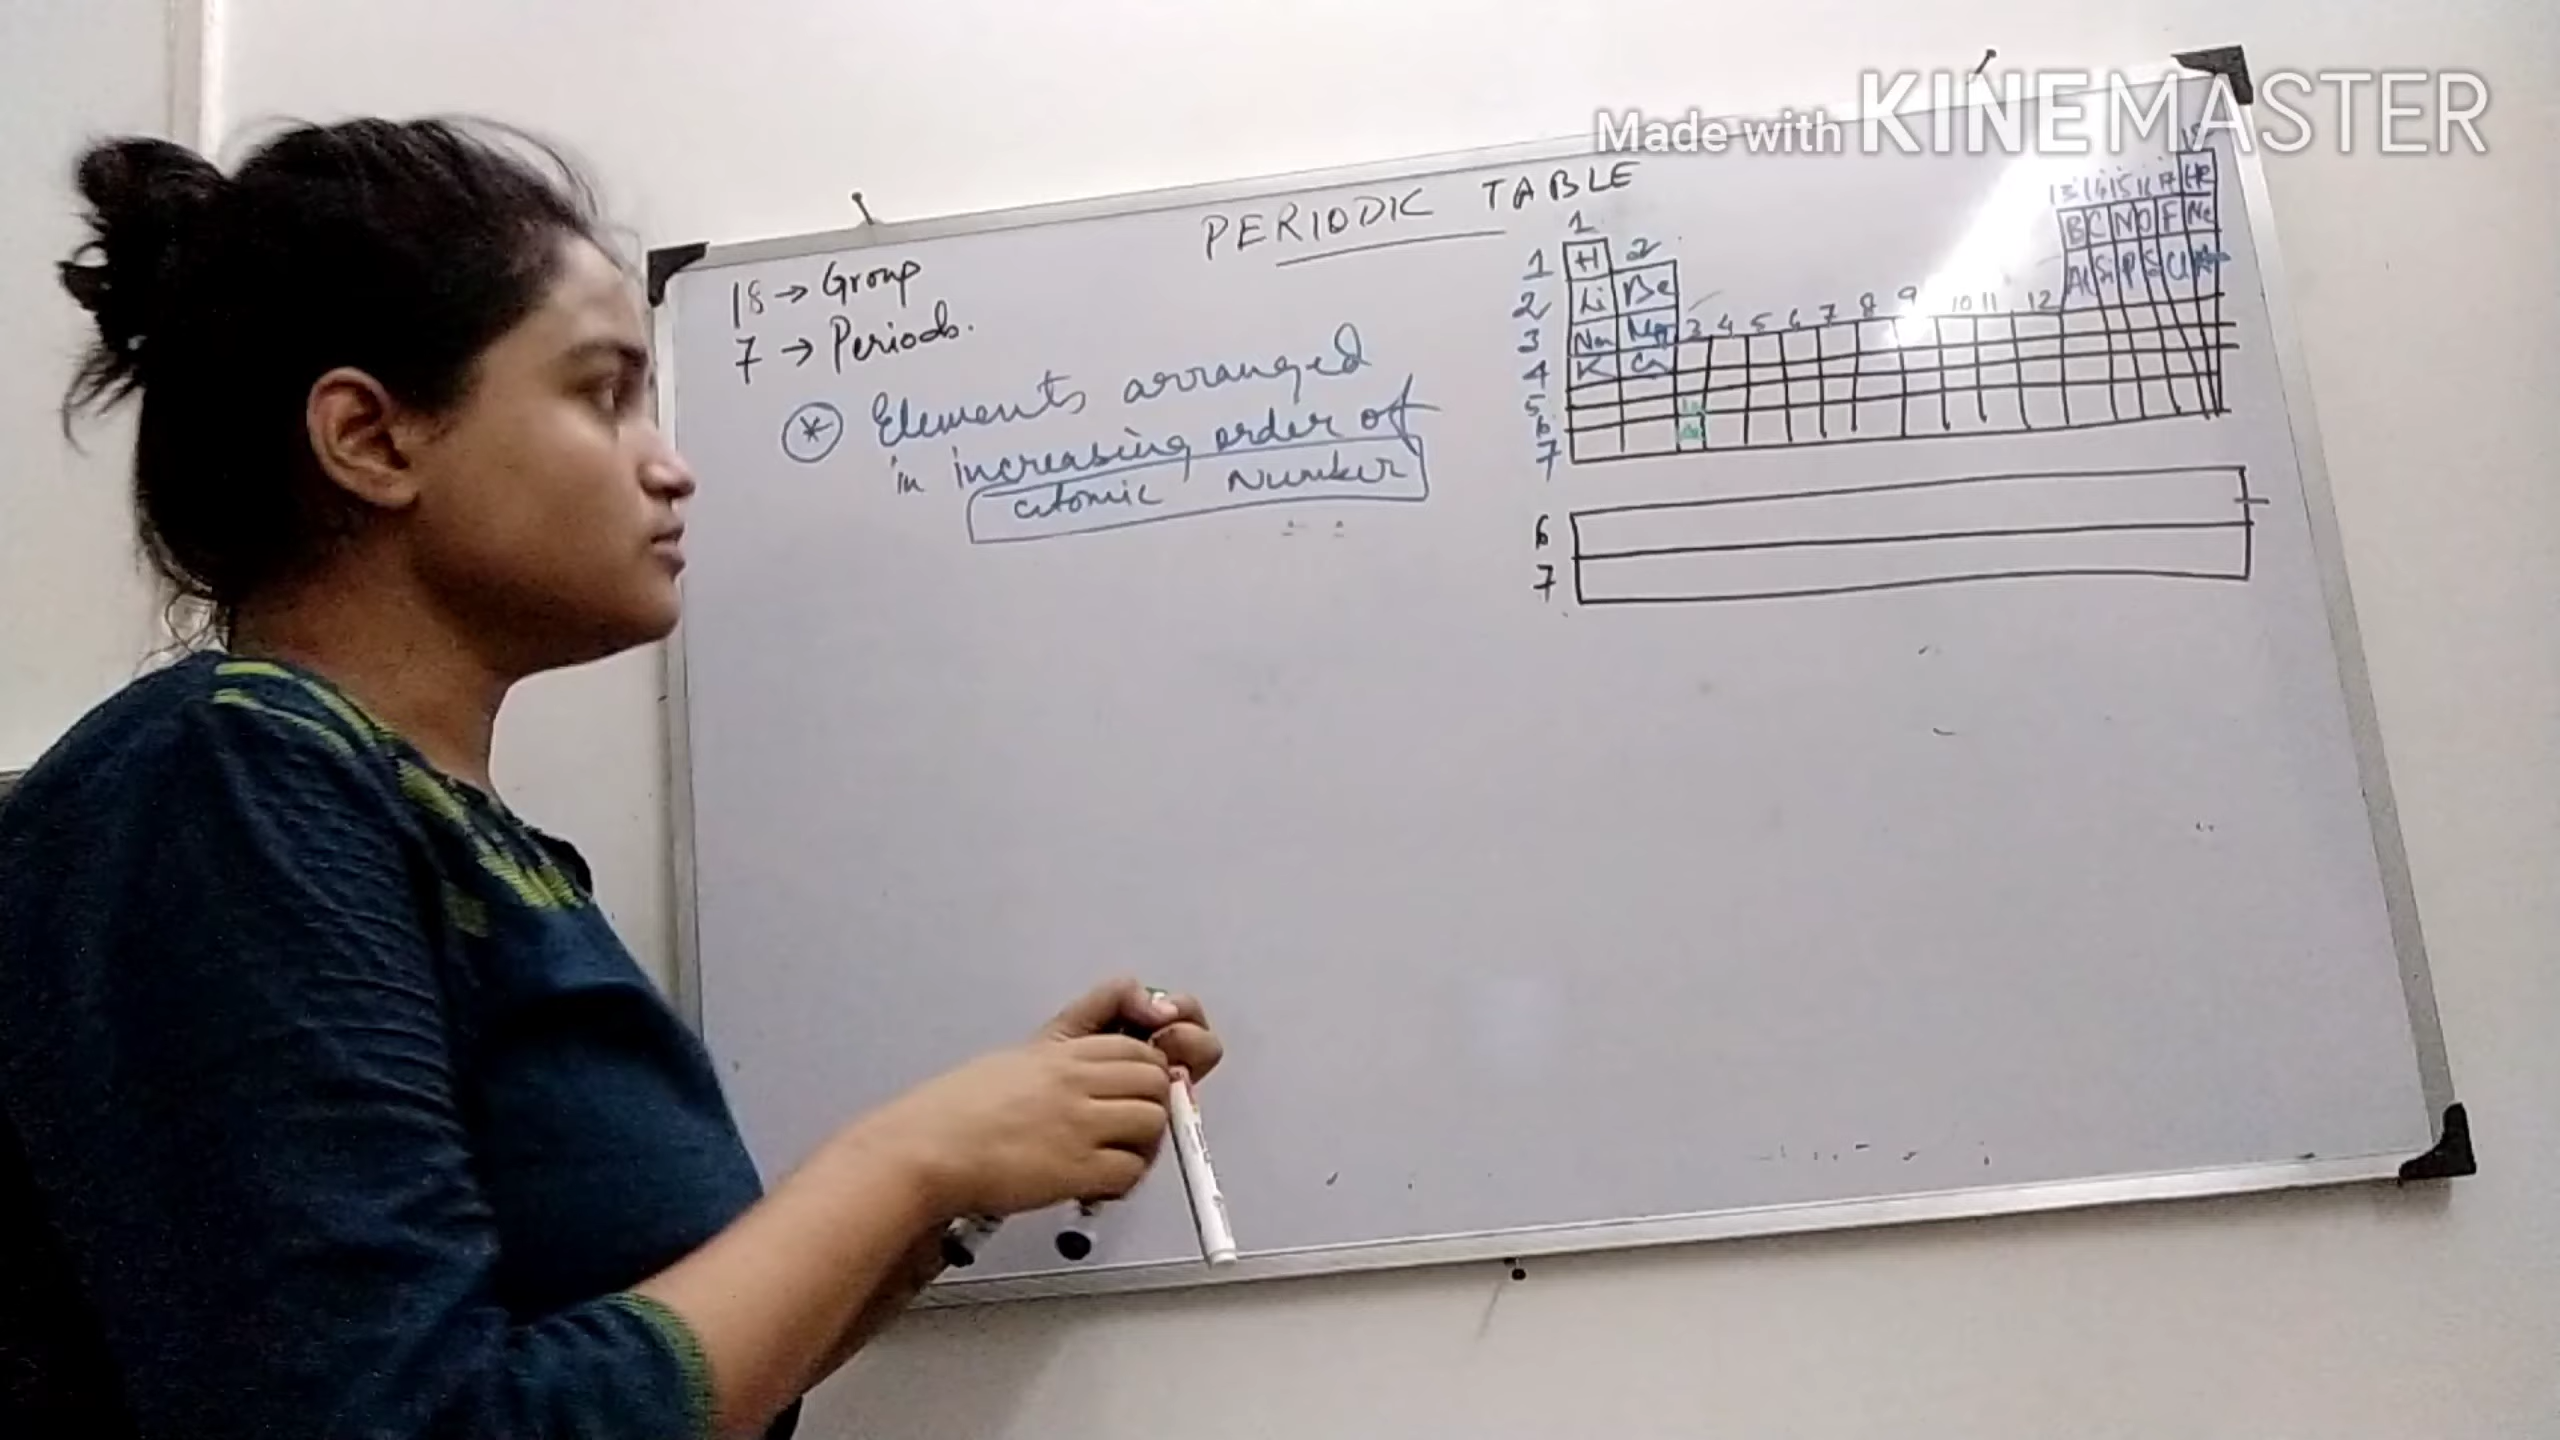 Made with KINEMASTER
PERIODIC TABLE
18 → Group
7 → Periods.
* Elements arranged
in increasing order of
atomic Number
1 18
2 13 14 15 16 17 He
1 H B C N O F Ne
2 Li Be Al Si P S Cl Ar
3 Na Mg 3 4 5 6 7 8 9 10 11 12
4 K Ca
5
6
7
6
7